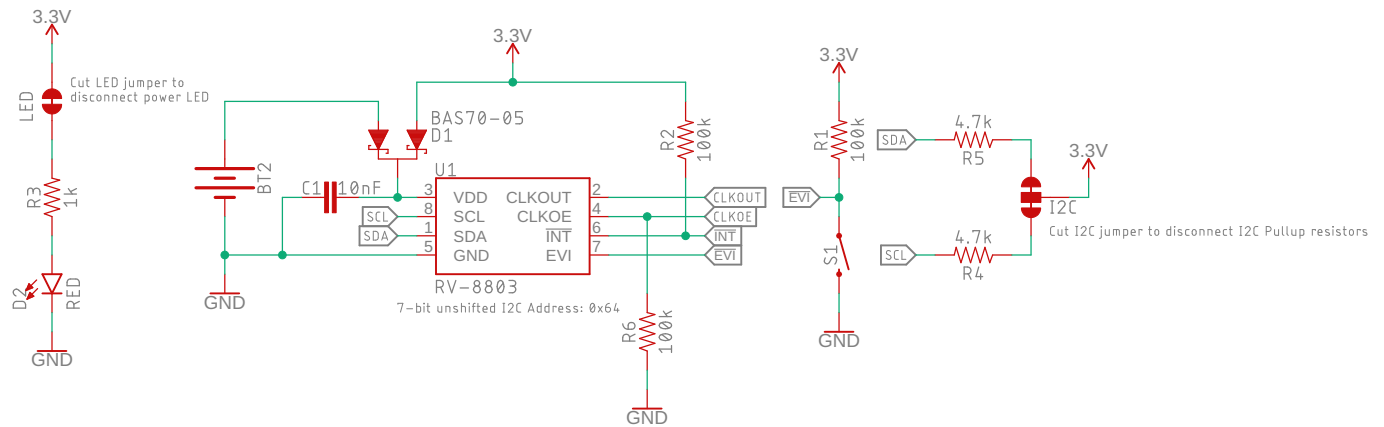 3.3V
LED
Cut LED jumper to
disconnect power LED
R3
1k
D2
RED
GND
3.3V
BAS70-05
D1
R2
100k
BT2
C1
10nF
U1
3
8
1
5
VDD
SCL
SDA
GND
CLKOUT
CLKOE
INT
EVI
2
4
6
7
SCL
SDA
CLKOUT
CLKOE
INT
EVI
RV-8803
7-bit unshifted I2C Address: 0x64
GND
R6
100k
GND
3.3V
R1
100k
EVI
S1
GND
SDA
4.7k
R5
3.3V
I2C
Cut I2C jumper to disconnect I2C Pullup resistors
SCL
4.7k
R4